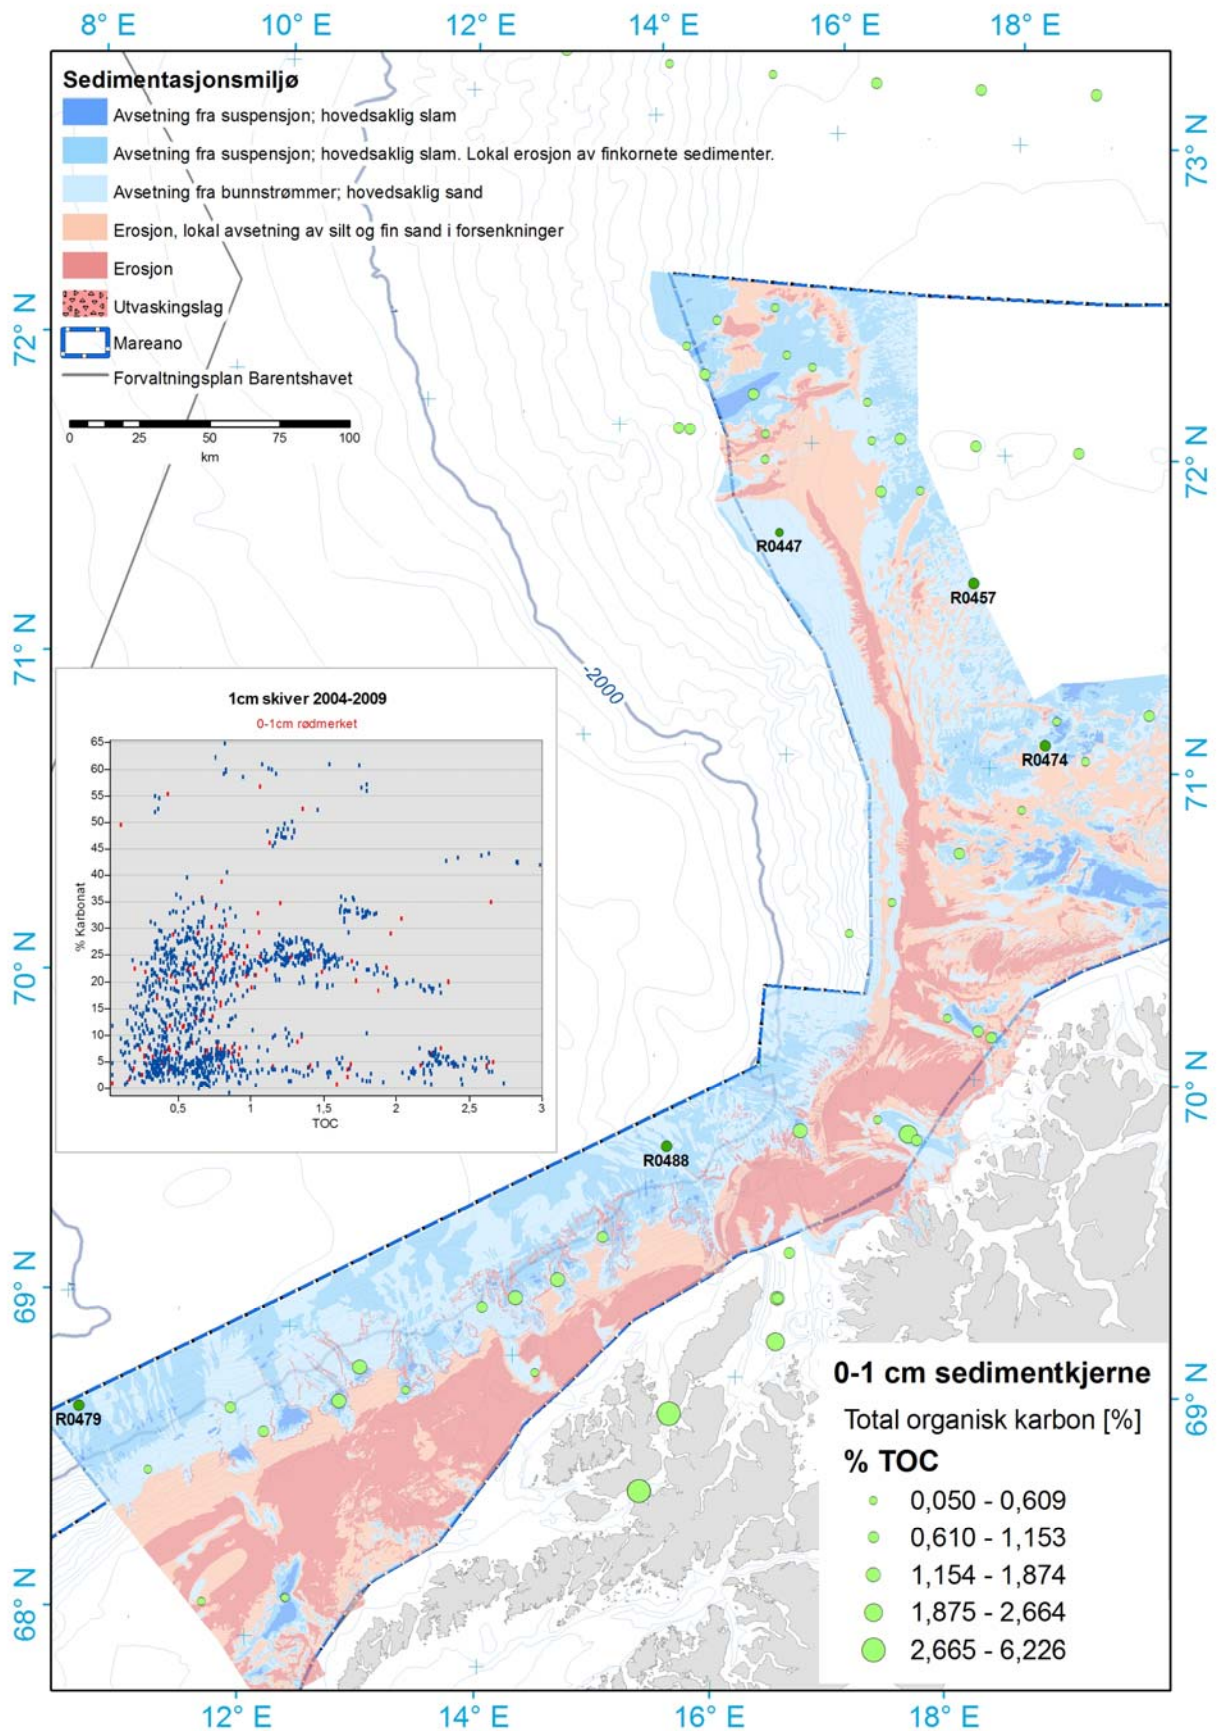 8° E 10° E 12° E 14° E 16° E 18° E
Sedimentasjonsmiljø
Avsetning fra suspensjon; hovedsaklig slam
Avsetning fra suspensjon; hovedsaklig slam. Lokal erosjon av finkornete sedimenter.
Avsetning fra bunnstrømmer; hovedsaklig sand
Erosjon, lokal avsetning av silt og fin sand i forsenkninger
Erosjon
Utvaskingslag
Mareano
Forvaltningsplan Barentshavet
0 25 50 75 100
km
73° N
72° N
72° N
R0447
R0457
71° N
-2000
R0474
71° N
1cm skiver 2004-2009
0-1cm rødmerket
65
60
55
50
45
40
35
30
25
20
15
10
5
0
% Karbonat
0,5 1 1,5 2 2,5 3
TOC
70° N
70° N
R0488
69° N
R0479
69° N
68° N
0-1 cm sedimentkjerne
Total organisk karbon [%]
% TOC
0,050 - 0,609
0,610 - 1,153
1,154 - 1,874
1,875 - 2,664
2,665 - 6,226
12° E 14° E 16° E 18° E